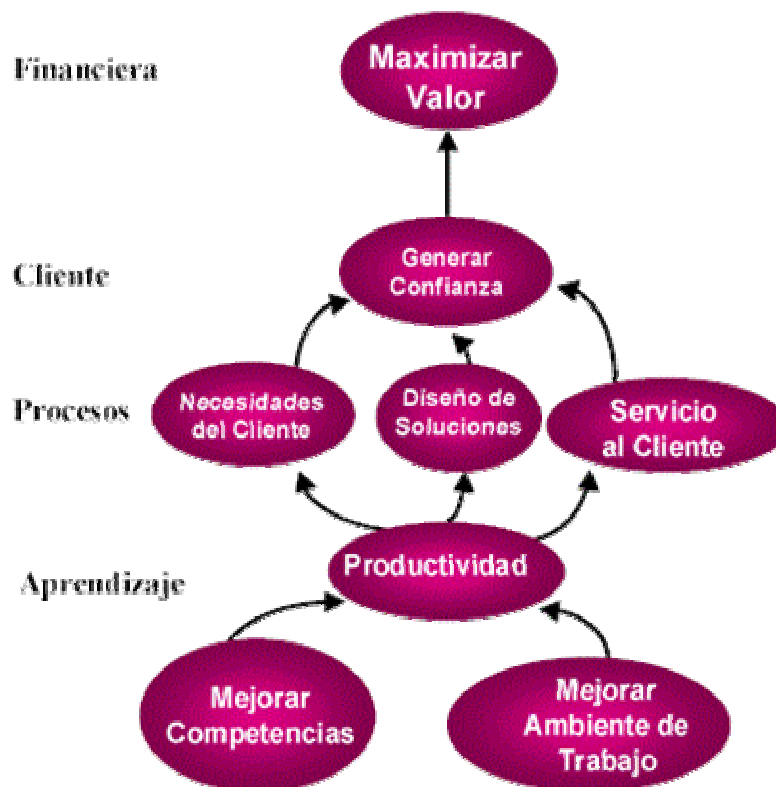 Financiera
Maximizar
Valor
Cliente
Generar
Confianza
Procesos
Necesidades
del Cliente
Diseño de
Soluciones
Servicio
al Cliente
Aprendizaje
Productividad
Mejorar
Competencias
Mejorar
Ambiente de
Trabajo